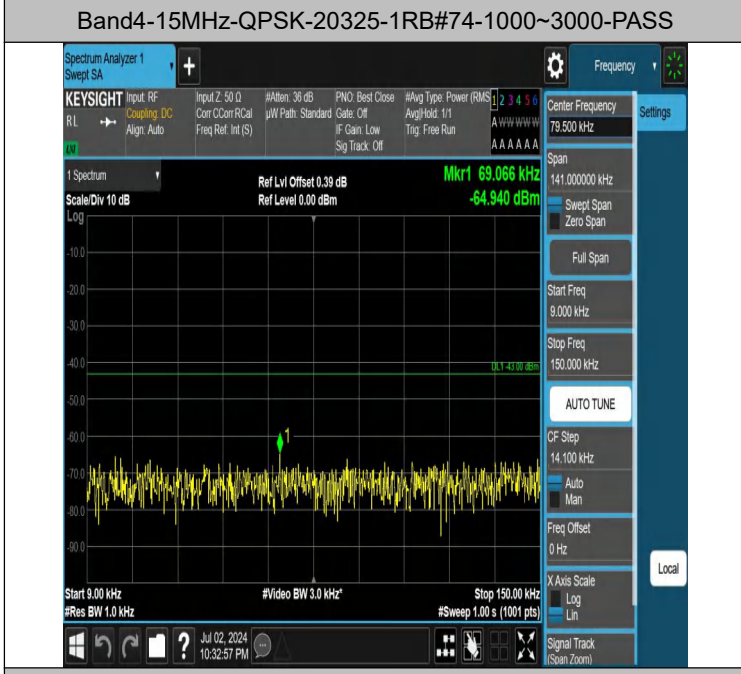 Band4-15MHz-QPSK-20325-1RB#74-1000~3000-PASS
Spectrum Analyzer 1
Swept SA
+
Frequency
KEYSIGHT
RL
Input: RF
Coupling: DC
Align: Auto
Input Z: 50 Ω
Corr CCorr RCal
Freq Ref: Int (S)
#Atten: 36 dB
µW Path: Standard
PNO: Best Close
Gate: Off
IF Gain: Low
Sig Track: Off
#Avg Type: Power (RMS
Avg|Hold: 1/1
Trig: Free Run
1 2 3 4 5 6
A W W W W W
A A A A A A
1 Spectrum
Scale/Div 10 dB
Log
Ref Lvl Offset 0.39 dB
Ref Level 0.00 dBm
Mkr1 69.066 kHz
-64.940 dBm
-10.0
-20.0
-30.0
-40.0
-50.0
-60.0
-70.0
-80.0
-90.0
DL1 -43.00 dBm
1
Start 9.00 kHz
#Res BW 1.0 kHz
#Video BW 3.0 kHz*
Stop 150.00 kHz
#Sweep 1.00 s (1001 pts)
Center Frequency
79.500 kHz
Settings
Span
141.000000 kHz
Swept Span
Zero Span
Full Span
Start Freq
9.000 kHz
Stop Freq
150.000 kHz
AUTO TUNE
CF Step
14.100 kHz
Auto
Man
Freq Offset
0 Hz
X Axis Scale
Log
Lin
Signal Track
(Span Zoom)
Local
?
Jul 02, 2024
10:32:57 PM